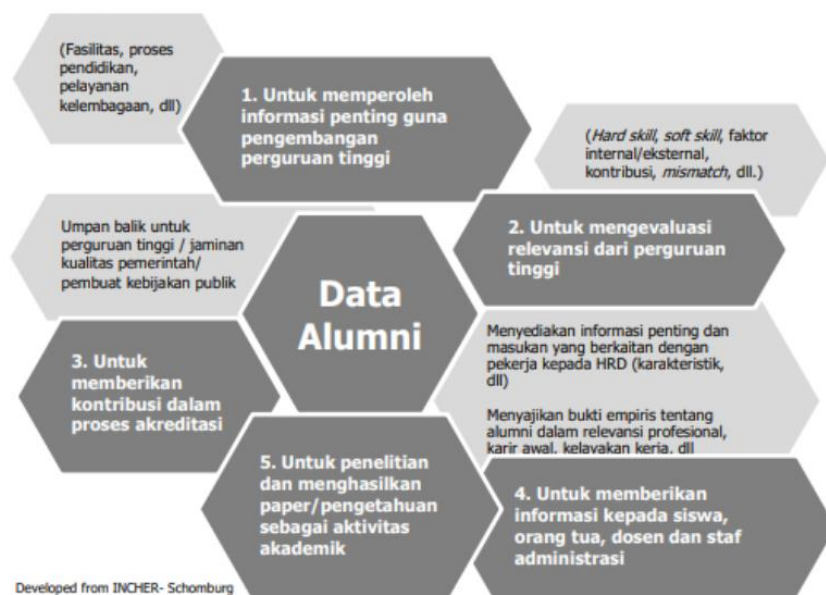 (Fasilitas, proses
pendidikan,
pelayanan
kelembagaan, dll)
1. Untuk memperoleh
informasi penting guna
pengembangan
perguruan tinggi
(Hard skill, soft skill, faktor
internal/eksternal,
kontribusi, mismatch, dll.)
2. Untuk mengevaluasi
relevansi dari perguruan
tinggi
Umpan balik untuk
perguruan tinggi / jaminan
kualitas pemerintah/
pembuat kebijakan publik
Data
Alumni
3. Untuk
memberikan
kontribusi dalam
proses akreditasi
Menyediakan informasi penting dan
masukan yang berkaitan dengan
pekerja kepada HRD (karakteristik,
dll)
Menyajikan bukti empiris tentang
alumni dalam relevansi profesional,
karir awal, kelayakan kerja, dll
5. Untuk penelitian
dan menghasilkan
paper/pengetahuan
sebagai aktivitas
akademik
4. Untuk memberikan
informasi kepada siswa,
orang tua, dosen dan staf
administrasi
Developed from INCHER- Schomburg